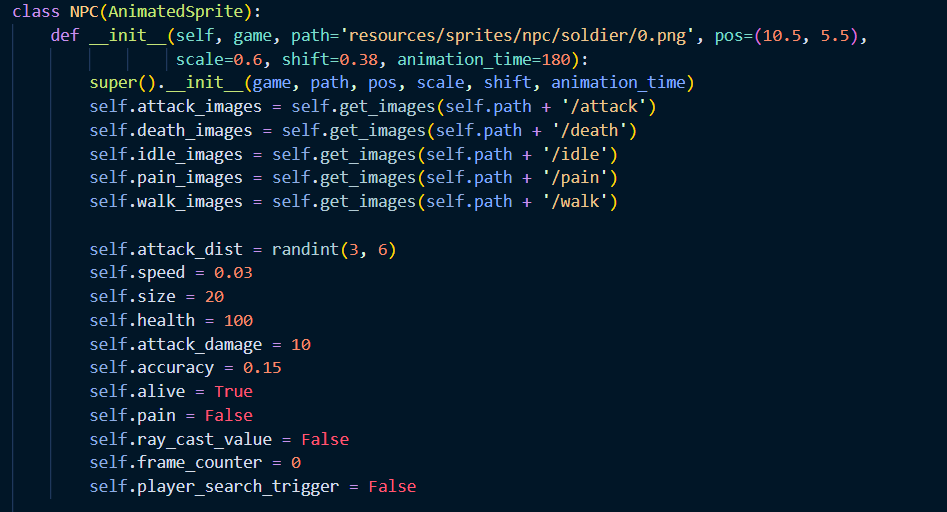 class NPC(AnimatedSprite):
    def __init__(self, game, path='resources/sprites/npc/soldier/0.png', pos=(10.5, 5.5),
                 scale=0.6, shift=0.38, animation_time=180):
        super().__init__(game, path, pos, scale, shift, animation_time)
        self.attack_images = self.get_images(self.path + '/attack')
        self.death_images = self.get_images(self.path + '/death')
        self.idle_images = self.get_images(self.path + '/idle')
        self.pain_images = self.get_images(self.path + '/pain')
        self.walk_images = self.get_images(self.path + '/walk')

        self.attack_dist = randint(3, 6)
        self.speed = 0.03
        self.size = 20
        self.health = 100
        self.attack_damage = 10
        self.accuracy = 0.15
        self.alive = True
        self.pain = False
        self.ray_cast_value = False
        self.frame_counter = 0
        self.player_search_trigger = False